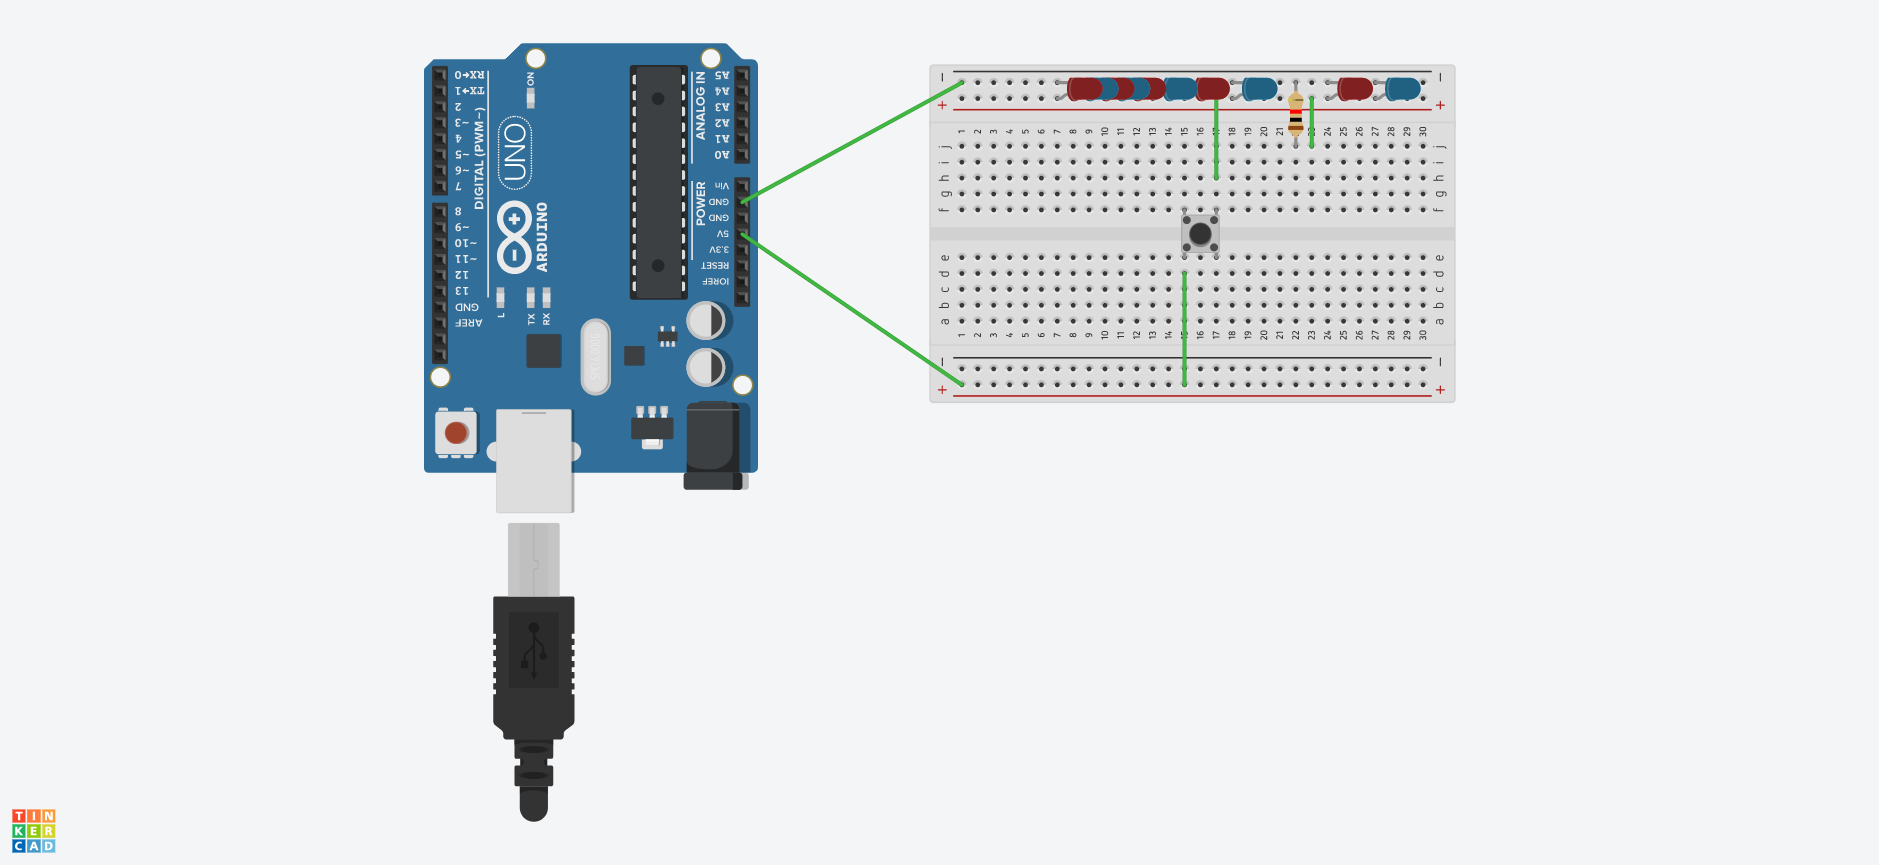 RX←0
TX→1
2
~3
4
~5
~6
7
8
~9
~10
~11
12
13
GND
AREF
DIGITAL (PWM~)
ON
UNO
ARDUINO
L
TX
RX
A5
A4
A3
A2
A1
A0
ANALOG IN
Vin
GND
GND
5V
3.3V
RESET
IOREF
POWER
− −
+ +
1 2 3 4 5 6 7 8 9 10 11 12 13 14 15 16 17 18 19 20 21 22 23 24 25 26 27 28 29 30
j j
i i
h h
g g
f f
e e
d d
c c
b b
a a
1 2 3 4 5 6 7 8 9 10 11 12 13 14 15 16 17 18 19 20 21 22 23 24 25 26 27 28 29 30
− −
+ +
TIN
KER
CAD